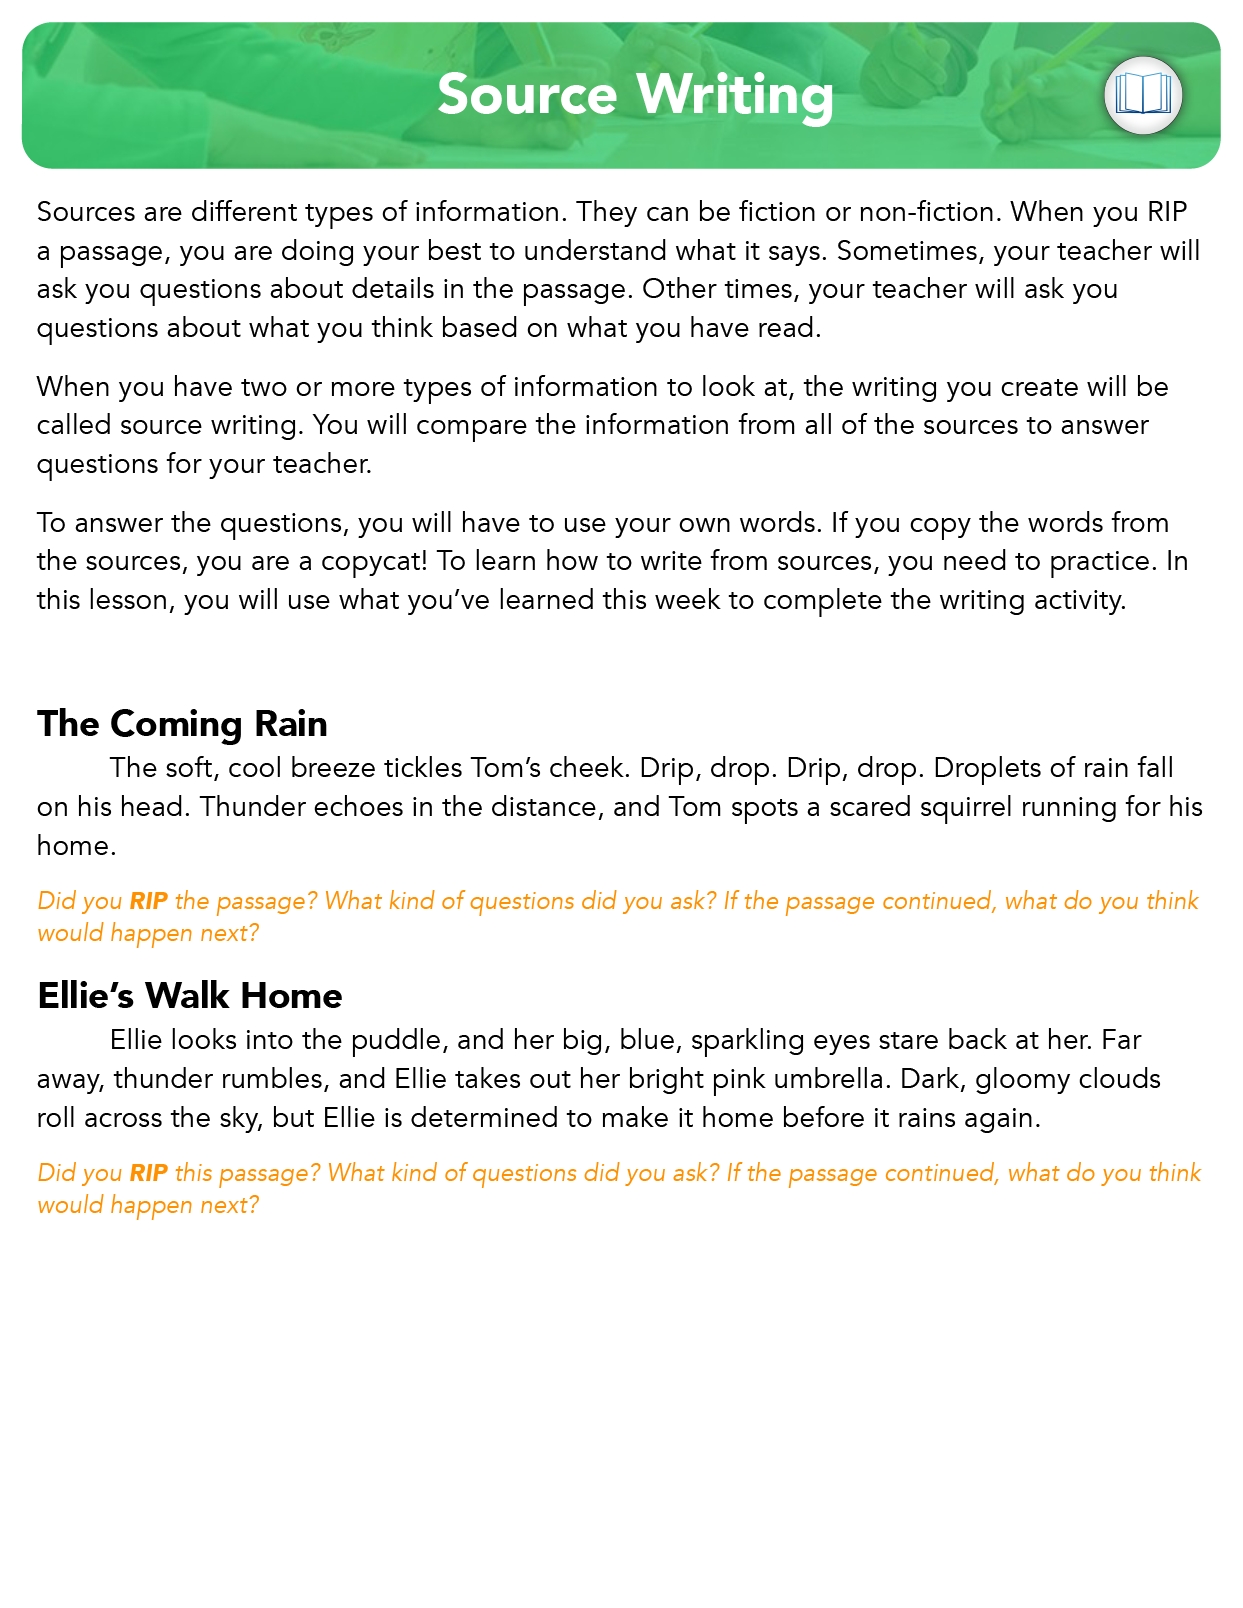 Source Writing
Sources are different types of information. They can be fiction or non-fiction. When you RIP
a passage, you are doing your best to understand what it says. Sometimes, your teacher will
ask you questions about details in the passage. Other times, your teacher will ask you
questions about what you think based on what you have read.
When you have two or more types of information to look at, the writing you create will be
called source writing. You will compare the information from all of the sources to answer
questions for your teacher.
To answer the questions, you will have to use your own words. If you copy the words from
the sources, you are a copycat! To learn how to write from sources, you need to practice. In
this lesson, you will use what you’ve learned this week to complete the writing activity.
The Coming Rain
The soft, cool breeze tickles Tom’s cheek. Drip, drop. Drip, drop. Droplets of rain fall
on his head. Thunder echoes in the distance, and Tom spots a scared squirrel running for his
home.
Did you RIP the passage? What kind of questions did you ask? If the passage continued, what do you think
would happen next?
Ellie’s Walk Home
Ellie looks into the puddle, and her big, blue, sparkling eyes stare back at her. Far
away, thunder rumbles, and Ellie takes out her bright pink umbrella. Dark, gloomy clouds
roll across the sky, but Ellie is determined to make it home before it rains again.
Did you RIP this passage? What kind of questions did you ask? If the passage continued, what do you think
would happen next?